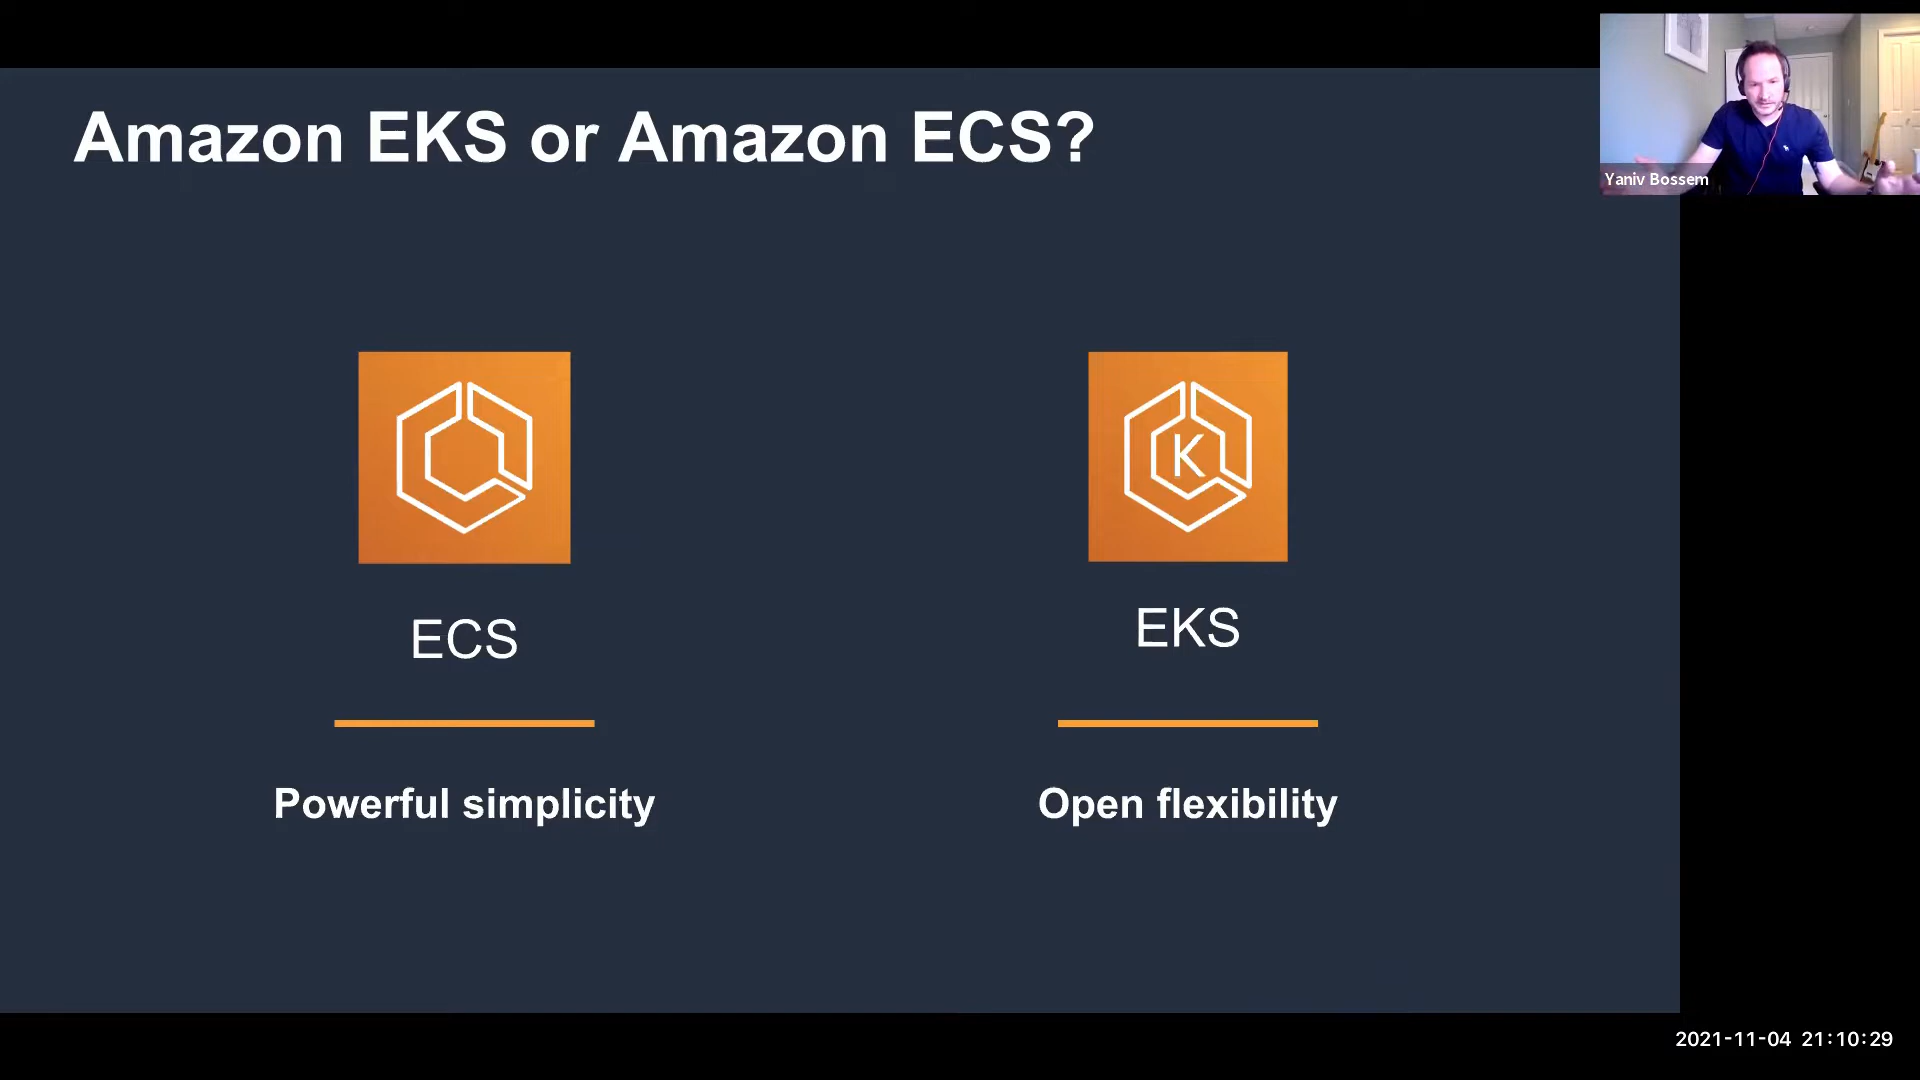 Amazon EKS or Amazon ECS?
Yaniv Bossem
K
ECS
EKS
Powerful simplicity
Open flexibility
2021-11-04 21:10:29